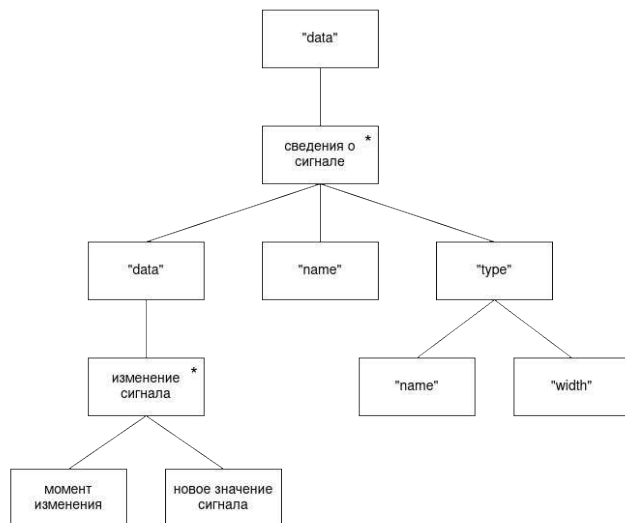 "data"
сведения о *
сигнале
"data"
"name"
"type"
изменение *
сигнала
"name"
"width"
момент
изменения
новое значение
сигнала